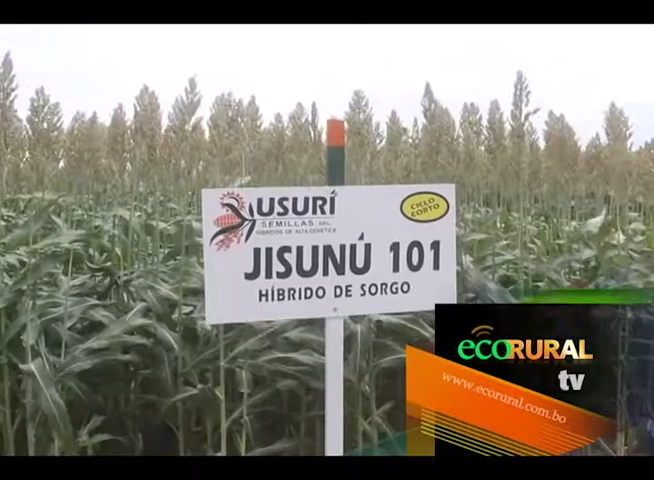 USURÍ
SEMILLAS SRL.
HÍBRIDOS DE ALTA GENÉTICA
CICLO
CORTO
JISUNÚ 101
HÍBRIDO DE SORGO
ecoRURAL
tv
www.ecorural.com.bo